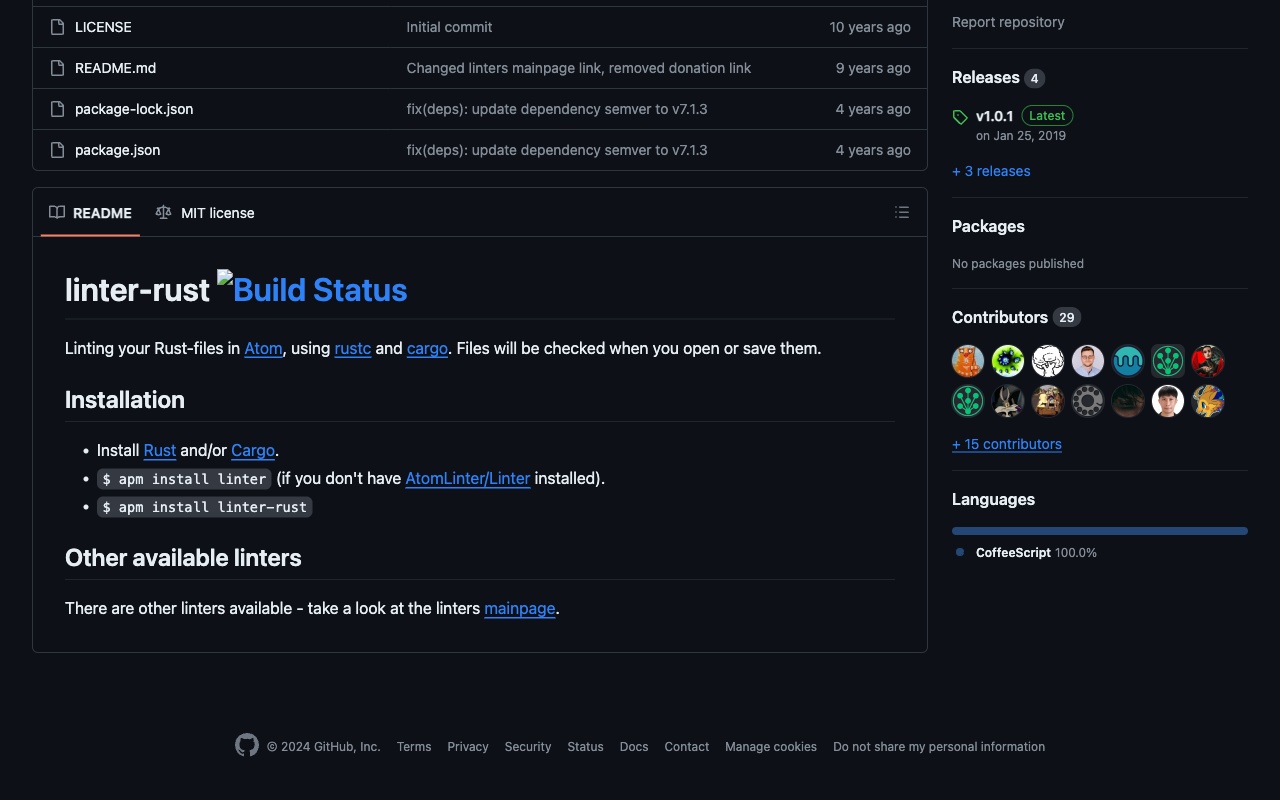 LICENSE Initial commit 10 years ago
README.md Changed linters mainpage link, removed donation link 9 years ago
package-lock.json fix(deps): update dependency semver to v7.1.3 4 years ago
package.json fix(deps): update dependency semver to v7.1.3 4 years ago
README MIT license
linter-rust Build Status
Linting your Rust-files in Atom, using rustc and cargo. Files will be checked when you open or save them.
Installation
• Install Rust and/or Cargo.
• $ apm install linter (if you don't have AtomLinter/Linter installed).
• $ apm install linter-rust
Other available linters
There are other linters available - take a look at the linters mainpage.
Report repository
Releases 4
v1.0.1 Latest
on Jan 25, 2019
+ 3 releases
Packages
No packages published
Contributors 29
+ 15 contributors
Languages
CoffeeScript 100.0%
© 2024 GitHub, Inc. Terms Privacy Security Status Docs Contact Manage cookies Do not share my personal information